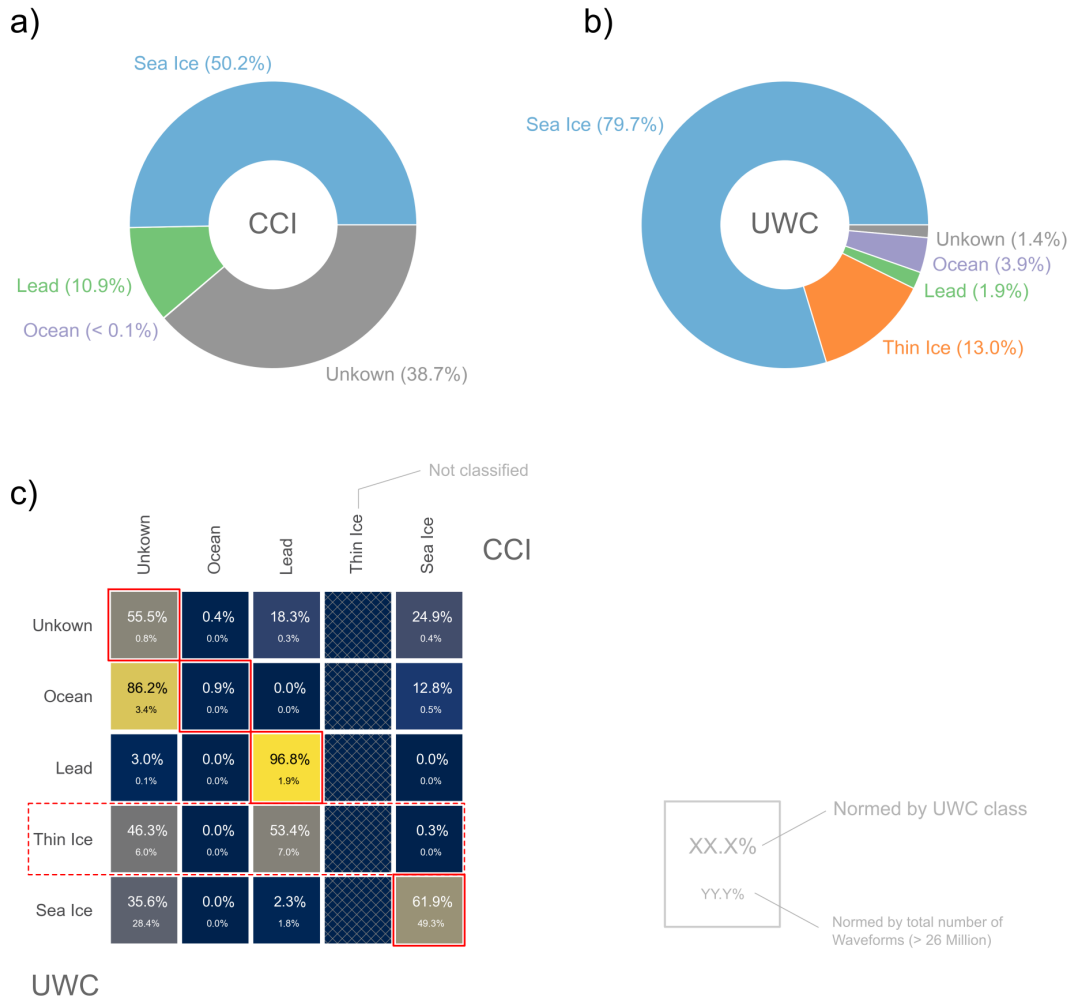 a)
Sea Ice (50.2%)
CCI
Lead (10.9%)
Ocean (< 0.1%)
Unkown (38.7%)
b)
Sea Ice (79.7%)
UWC
Unkown (1.4%)
Ocean (3.9%)
Lead (1.9%)
Thin Ice (13.0%)
c)
Not classified
Unkown
Ocean
Lead
Thin Ice
Sea Ice
CCI
Unkown
55.5% 0.4% 18.3% 24.9%
0.8% 0.0% 0.3% 0.4%
Ocean
86.2% 0.9% 0.0% 12.8%
3.4% 0.0% 0.0% 0.5%
Lead
3.0% 0.0% 96.8% 0.0%
0.1% 0.0% 1.9% 0.0%
Thin Ice
46.3% 0.0% 53.4% 0.3%
6.0% 0.0% 7.0% 0.0%
Sea Ice
35.6% 0.0% 2.3% 61.9%
28.4% 0.0% 1.8% 49.3%
UWC
XX.X%
YY.Y%
Normed by UWC class
Normed by total number of
Waveforms (> 26 Million)